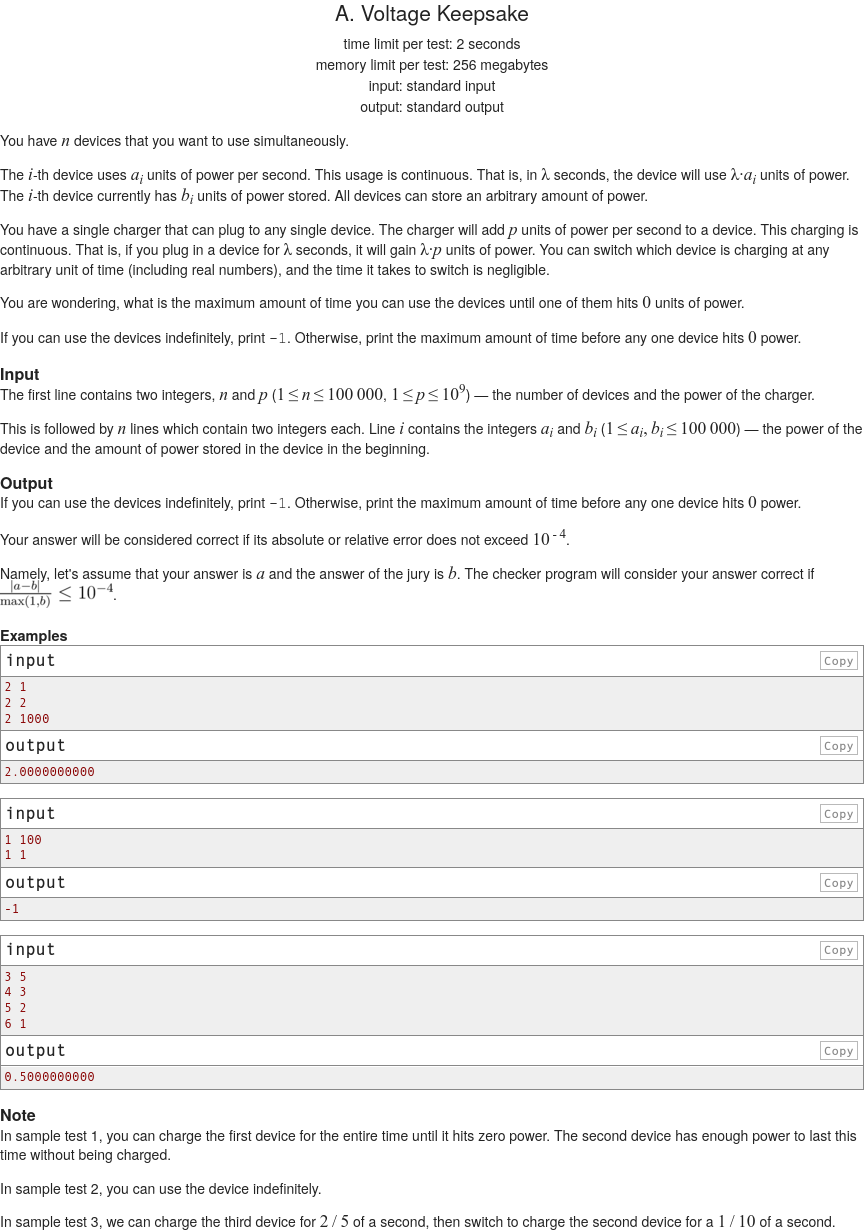 A. Voltage Keepsake
time limit per test: 2 seconds
memory limit per test: 256 megabytes
input: standard input
output: standard output
You have n devices that you want to use simultaneously.
The i-th device uses a_i units of power per second. This usage is continuous. That is, in λ seconds, the device will use λ·a_i units of power.
The i-th device currently has b_i units of power stored. All devices can store an arbitrary amount of power.
You have a single charger that can plug to any single device. The charger will add p units of power per second to a device. This charging is
continuous. That is, if you plug in a device for λ seconds, it will gain λ·p units of power. You can switch which device is charging at any
arbitrary unit of time (including real numbers), and the time it takes to switch is negligible.
You are wondering, what is the maximum amount of time you can use the devices until one of them hits 0 units of power.
If you can use the devices indefinitely, print -1. Otherwise, print the maximum amount of time before any one device hits 0 power.
Input
The first line contains two integers, n and p (1 ≤ n ≤ 100 000, 1 ≤ p ≤ 10^9) — the number of devices and the power of the charger.
This is followed by n lines which contain two integers each. Line i contains the integers a_i and b_i (1 ≤ a_i, b_i ≤ 100 000) — the power of the
device and the amount of power stored in the device in the beginning.
Output
If you can use the devices indefinitely, print -1. Otherwise, print the maximum amount of time before any one device hits 0 power.
Your answer will be considered correct if its absolute or relative error does not exceed 10^-4.
Namely, let's assume that your answer is a and the answer of the jury is b. The checker program will consider your answer correct if
|a−b|/max(1,b) ≤ 10^−4.
Examples
input Copy
2 1
2 2
2 1000
output Copy
2.0000000000
input Copy
1 100
1 1
output Copy
-1
input Copy
3 5
4 3
5 2
6 1
output Copy
0.5000000000
Note
In sample test 1, you can charge the first device for the entire time until it hits zero power. The second device has enough power to last this
time without being charged.
In sample test 2, you can use the device indefinitely.
In sample test 3, we can charge the third device for 2 / 5 of a second, then switch to charge the second device for a 1 / 10 of a second.